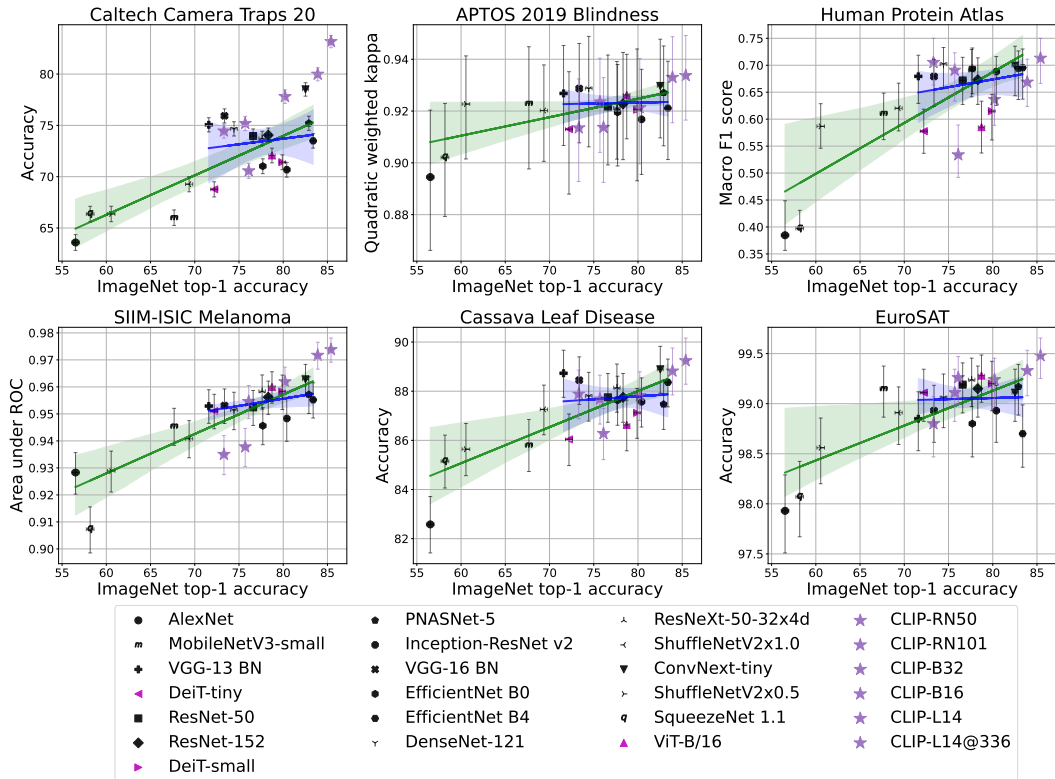 Caltech Camera Traps 20
APTOS 2019 Blindness
Human Protein Atlas
Accuracy
80
75
70
65
55 60 65 70 75 80 85
ImageNet top-1 accuracy
Quadratic weighted kappa
0.94
0.92
0.90
0.88
55 60 65 70 75 80 85
ImageNet top-1 accuracy
Macro F1 score
0.75
0.70
0.65
0.60
0.55
0.50
0.45
0.40
0.35
55 60 65 70 75 80 85
ImageNet top-1 accuracy
SIIM-ISIC Melanoma
Cassava Leaf Disease
EuroSAT
Area under ROC
0.98
0.97
0.96
0.95
0.94
0.93
0.92
0.91
0.90
55 60 65 70 75 80 85
ImageNet top-1 accuracy
Accuracy
90
88
86
84
82
55 60 65 70 75 80 85
ImageNet top-1 accuracy
Accuracy
99.5
99.0
98.5
98.0
97.5
55 60 65 70 75 80 85
ImageNet top-1 accuracy
AlexNet
MobileNetV3-small
VGG-13 BN
DeiT-tiny
ResNet-50
ResNet-152
DeiT-small
PNASNet-5
Inception-ResNet v2
VGG-16 BN
EfficientNet B0
EfficientNet B4
DenseNet-121
ResNeXt-50-32x4d
ShuffleNetV2x1.0
ConvNext-tiny
ShuffleNetV2x0.5
SqueezeNet 1.1
ViT-B/16
CLIP-RN50
CLIP-RN101
CLIP-B32
CLIP-B16
CLIP-L14
CLIP-L14@336